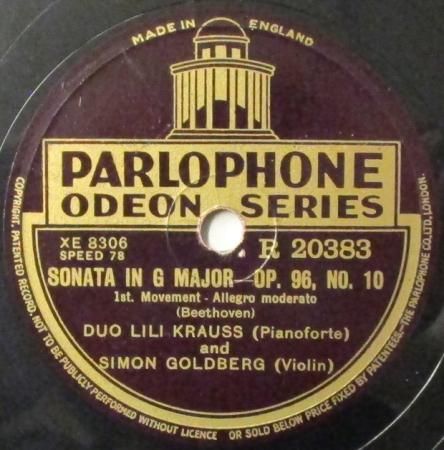 MADE IN ENGLAND
PARLOPHONE
ODEON SERIES
XE 8306
SPEED 78
R 20383
SONATA IN G MAJOR—OP. 96, NO. 10
1st. Movement - Allegro moderato
(Beethoven)
DUO LILI KRAUSS (Pianoforte)
and
SIMON GOLDBERG (Violin)
COPYRIGHT, PATENTED RECORD, NOT TO BE PUBLICLY PERFORMED WITHOUT LICENCE OR SOLD BELOW PRICE FIXED BY PATENTEES—THE PARLOPHONE CO. LTD, LONDON.